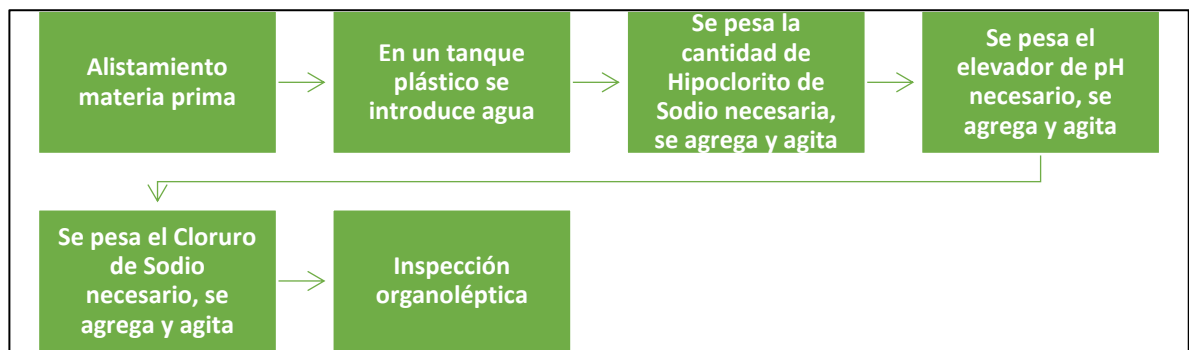 Alistamiento
materia prima
En un tanque
plástico se
introduce agua
Se pesa la
cantidad de
Hipoclorito de
Sodio necesaria,
se agrega y agita
Se pesa el
elevador de pH
necesario, se
agrega y agita
Se pesa el Cloruro
de Sodio
necesario, se
agrega y agita
Inspección
organoléptica